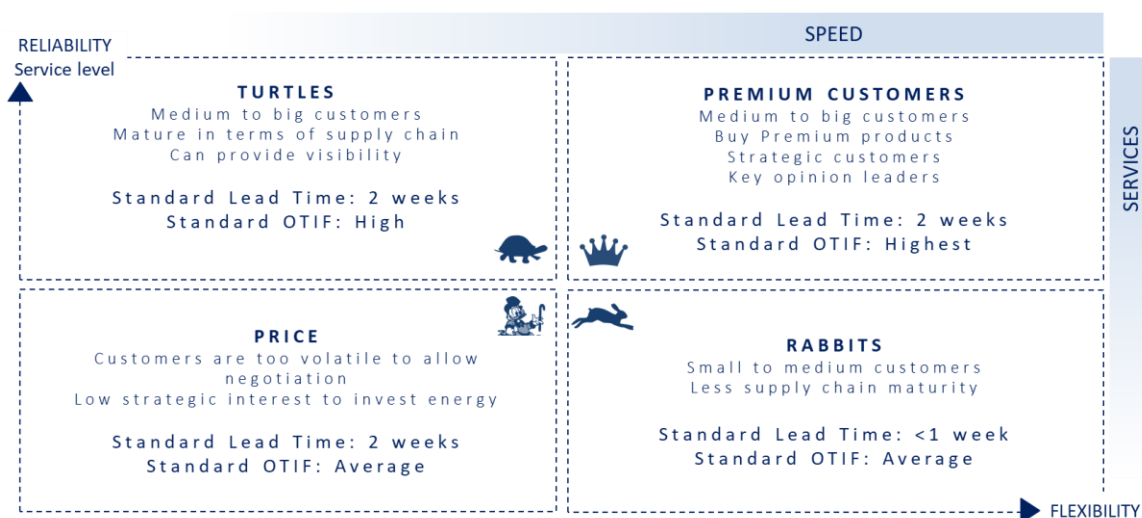 SPEED
RELIABILITY
Service level
TURTLES
Medium to big customers
Mature in terms of supply chain
Can provide visibility
Standard Lead Time: 2 weeks
Standard OTIF: High
PREMIUM CUSTOMERS
Medium to big customers
Buy Premium products
Strategic customers
Key opinion leaders
Standard Lead Time: 2 weeks
Standard OTIF: Highest
SERVICES
PRICE
Customers are too volatile to allow
negotiation
Low strategic interest to invest energy
Standard Lead Time: 2 weeks
Standard OTIF: Average
RABBITS
Small to medium customers
Less supply chain maturity
Standard Lead Time: <1 week
Standard OTIF: Average
FLEXIBILITY